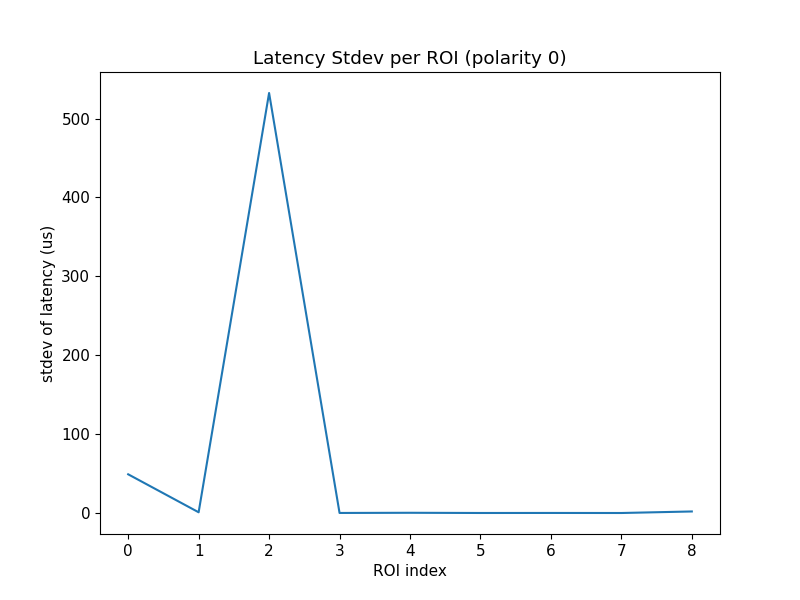 Latency Stdev per ROI (polarity 0)
500
400
300
200
100
0
stdev of latency (us)
0 1 2 3 4 5 6 7 8
ROI index